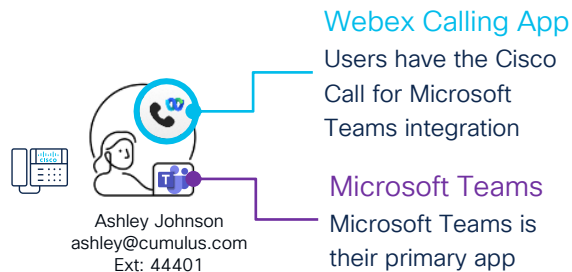 Webex Calling App
Users have the Cisco
Call for Microsoft
Teams integration
cisco
T
Microsoft Teams
Microsoft Teams is
their primary app
Ashley Johnson
ashley@cumulus.com
Ext: 44401